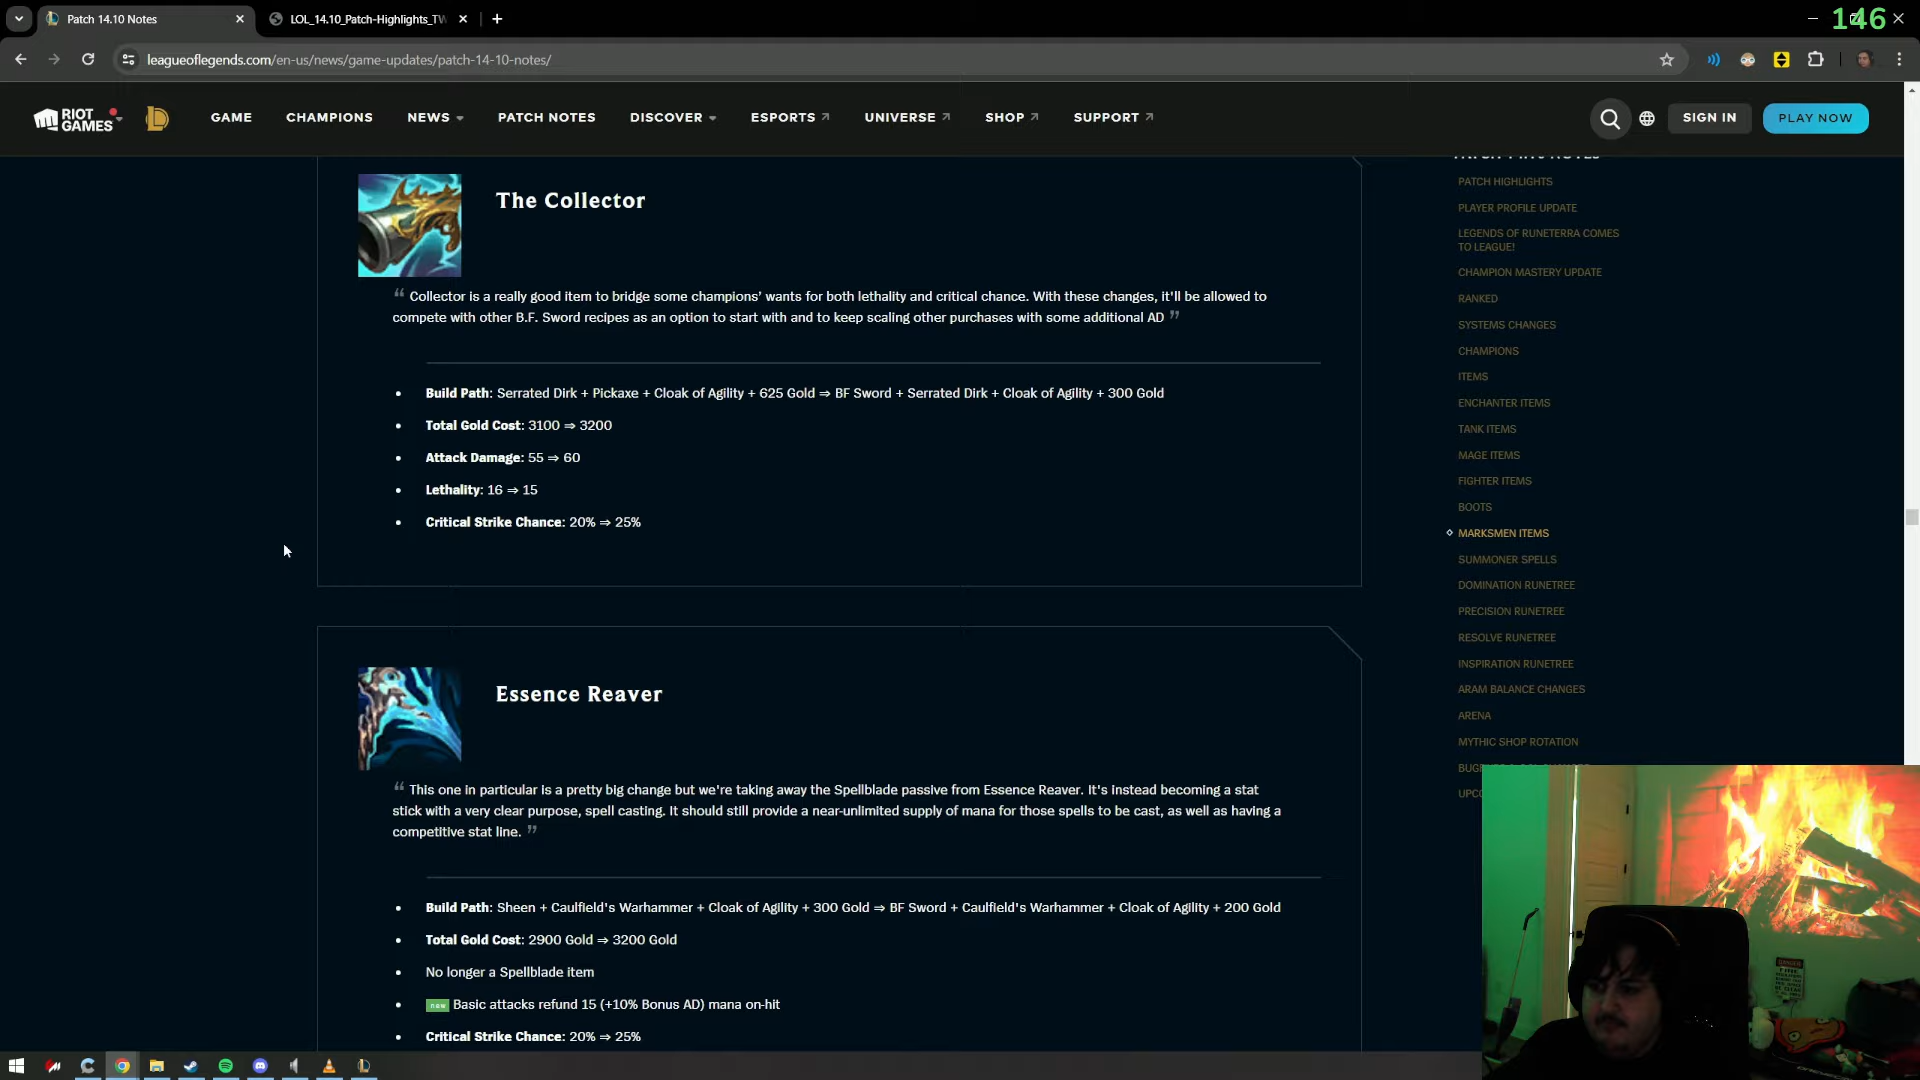 Patch 14.10 Notes
LOL_14.10_Patch-Highlights_TW
146
leagueoflegends.com/en-us/news/game-updates/patch-14-10-notes/
RIOT GAMES
GAME CHAMPIONS NEWS PATCH NOTES DISCOVER ESPORTS UNIVERSE SHOP SUPPORT SIGN IN PLAY NOW
The Collector
“ Collector is a really good item to bridge some champions’ wants for both lethality and critical chance. With these changes, it'll be allowed to
compete with other B.F. Sword recipes as an option to start with and to keep scaling other purchases with some additional AD ”
• Build Path: Serrated Dirk + Pickaxe + Cloak of Agility + 625 Gold ⇒ BF Sword + Serrated Dirk + Cloak of Agility + 300 Gold
• Total Gold Cost: 3100 ⇒ 3200
• Attack Damage: 55 ⇒ 60
• Lethality: 16 ⇒ 15
• Critical Strike Chance: 20% ⇒ 25%
Essence Reaver
“ This one in particular is a pretty big change but we're taking away the Spellblade passive from Essence Reaver. It's instead becoming a stat
stick with a very clear purpose, spell casting. It should still provide a near-unlimited supply of mana for those spells to be cast, as well as having a
competitive stat line. ”
• Build Path: Sheen + Caulfield's Warhammer + Cloak of Agility + 300 Gold ⇒ BF Sword + Caulfield's Warhammer + Cloak of Agility + 200 Gold
• Total Gold Cost: 2900 Gold ⇒ 3200 Gold
• No longer a Spellblade item
• new Basic attacks refund 15 (+10% Bonus AD) mana on-hit
• Critical Strike Chance: 20% ⇒ 25%
PATCH HIGHLIGHTS
PLAYER PROFILE UPDATE
LEGENDS OF RUNETERRA COMES
TO LEAGUE!
CHAMPION MASTERY UPDATE
RANKED
SYSTEMS CHANGES
CHAMPIONS
ITEMS
ENCHANTER ITEMS
TANK ITEMS
MAGE ITEMS
FIGHTER ITEMS
BOOTS
MARKSMEN ITEMS
SUMMONER SPELLS
DOMINATION RUNETREE
PRECISION RUNETREE
RESOLVE RUNETREE
INSPIRATION RUNETREE
ARAM BALANCE CHANGES
ARENA
MYTHIC SHOP ROTATION
DANGER